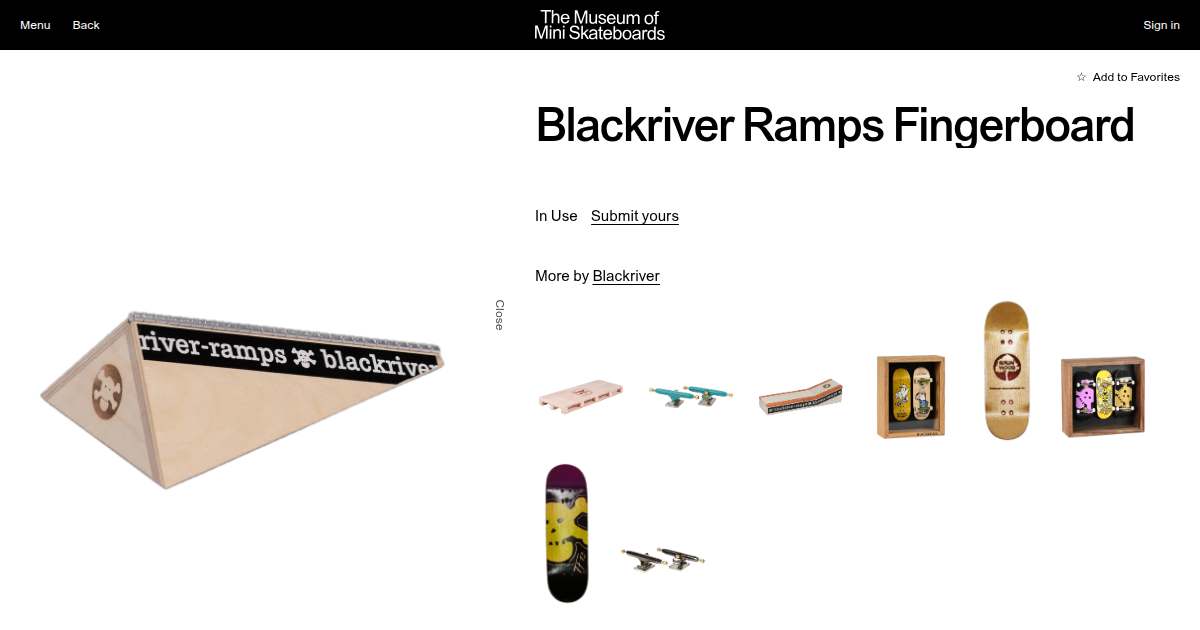 Menu
Back
The Museum of
Mini Skateboards
Sign in
☆ Add to Favorites
Blackriver Ramps Fingerboard
In Use Submit yours
More by Blackriver
Close
river-ramps blackriver